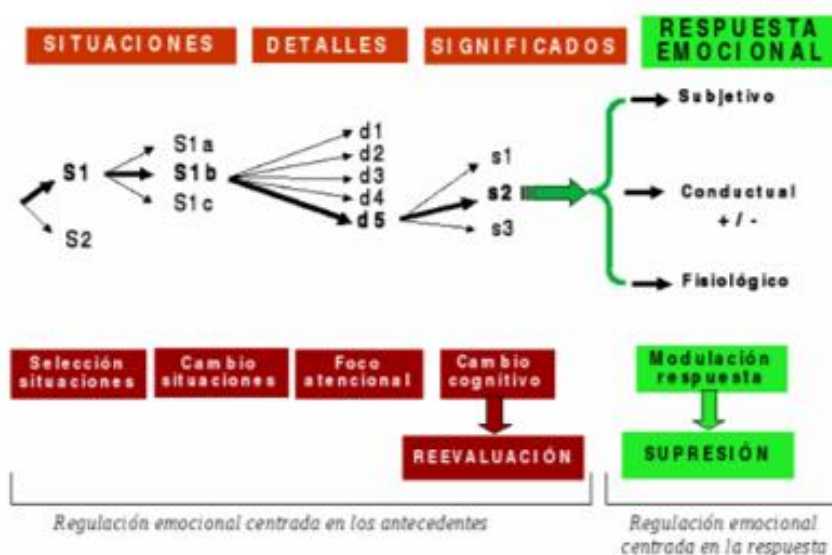 SITUACIONES
DETALLES
SIGNIFICADOS
RESPUESTA
EMOCIONAL
S1
S2
S1a
S1b
S1c
d1
d2
d3
d4
d5
s1
s2
s3
Subjetivo
Conductual
+ / -
Fisiológico
Selección
situaciones
Cambio
situaciones
Foco
atencional
Cambio
cognitivo
Modulación
respuesta
REEVALUACIÓN
SUPRESIÓN
Regulación emocional centrada en los antecedentes
Regulación emocional
centrada en la respuesta